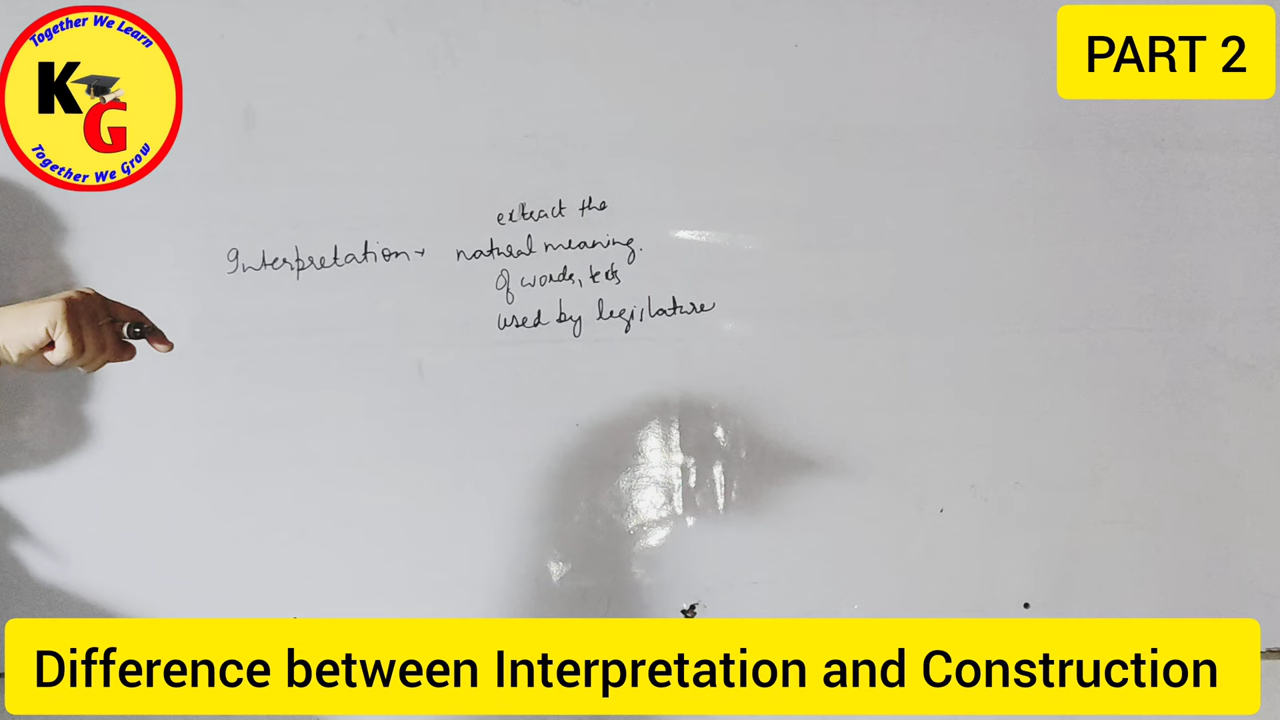 Together We Learn
KG
Together We Grow
PART 2
extract the
Interpretation → natural meaning.
of words, texts
used by legislature
Difference between Interpretation and Construction